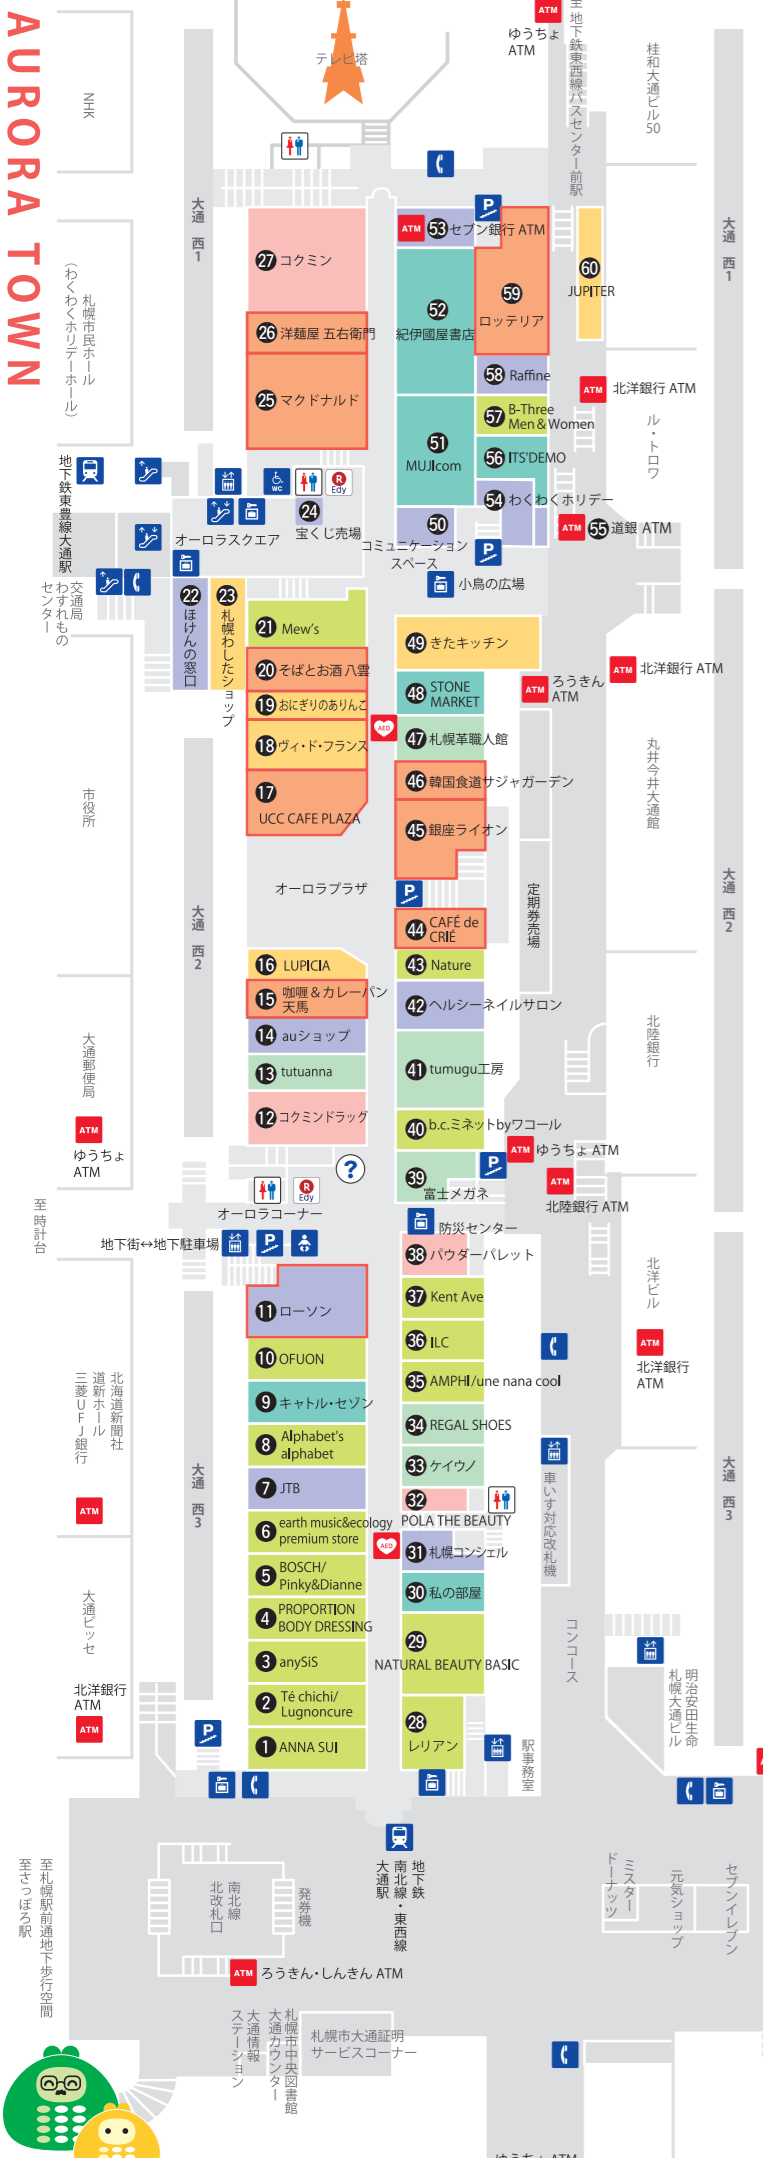 AURORA TOWN
テレビ塔
ATM
ゆうちょ
ATM
至 地下鉄東西線バスセンター前駅
桂和大通ビル50
NHK
大通 西1
大通 西1
札幌市民ホール
(わくわくホリデーホール)
27 コクミン
26 洋麺屋 五右衛門
25 マクドナルド
ATM
53 セブン銀行 ATM
P
52
紀伊國屋書店
59
ロッテリア
60
JUPITER
58 Raffine
ATM
北洋銀行 ATM
57 B-Three
Men & Women
ル・トロワ
51
MUJIcom
56 ITS'DEMO
54 わくわくホリデー
50
コミュニケーション
スペース
P
ATM
55 道銀 ATM
小鳥の広場
地下鉄東豊線大通駅
WC
R
Edy
24
宝くじ売場
オーロラスクエア
交通局
わすれもの
センター
22 ほけんの窓口
23 札幌わしたショップ
21 Mew's
20 そばとお酒 八雲
19 おにぎりのありんこ
18 ヴィ・ド・フランス
17
UCC CAFE PLAZA
AED
49 きたキッチン
48 STONE
MARKET
ATM
ろうきん
ATM
ATM
北洋銀行 ATM
47 札幌革職人館
46 韓国食道サジャガーデン
45 銀座ライオン
丸井今井大通館
市役所
オーロラプラザ
P
定期券売場
44 CAFÉ de
CRIÉ
大通 西2
大通 西2
16 LUPICIA
15 咖喱&カレーパン
天馬
14 auショップ
13 tutuanna
12 コクミンドラッグ
43 Nature
42 ヘルシーネイルサロン
41 tumugu工房
40 b.c.ミネットbyワコール
39
富士メガネ
P
ATM
ゆうちょ ATM
ATM
北陸銀行 ATM
北陸銀行
大通郵便局
ATM
ゆうちょ
ATM
?
R
Edy
オーロラコーナー
至 時計台
地下街↔地下駐車場
P
防災センター
38 パウダーパレット
37 Kent Ave
36 ILC
35 AMPHI/une nana cool
34 REGAL SHOES
33 ケイウノ
32
POLA THE BEAUTY
31 札幌コンシェル
30 私の部屋
29
NATURAL BEAUTY BASIC
28
レリアン
北洋ビル
ATM
北洋銀行
ATM
11 ローソン
10 OFUON
9 キャトル・セゾン
8 Alphabet's
alphabet
7 JTB
6 earth music&ecology
premium store
5 BOSCH/
Pinky&Dianne
4 PROPORTION
BODY DRESSING
3 anySiS
2 Té chichi/
Lugnoncure
1 ANNA SUI
AED
北海道新聞社
道新ホール
三菱UFJ銀行
ATM
大通 西3
大通 西3
車いす対応改札機
大通ビッセ
北洋銀行
ATM
ATM
コンコース
明治安田生命
札幌大通ビル
P
駅事務室
地下鉄
南北線・東西線
大通駅
至札幌駅前通地下歩行空間
至さっぽろ駅
南北線
北改札口
発券機
ミスター
ドーナッツ
元気ショップ
セブンイレブン
ATM
ろうきん・しんきん ATM
大通情報
ステーション
札幌市中央図書館
大通カウンター
札幌市大通証明
サービスコーナー